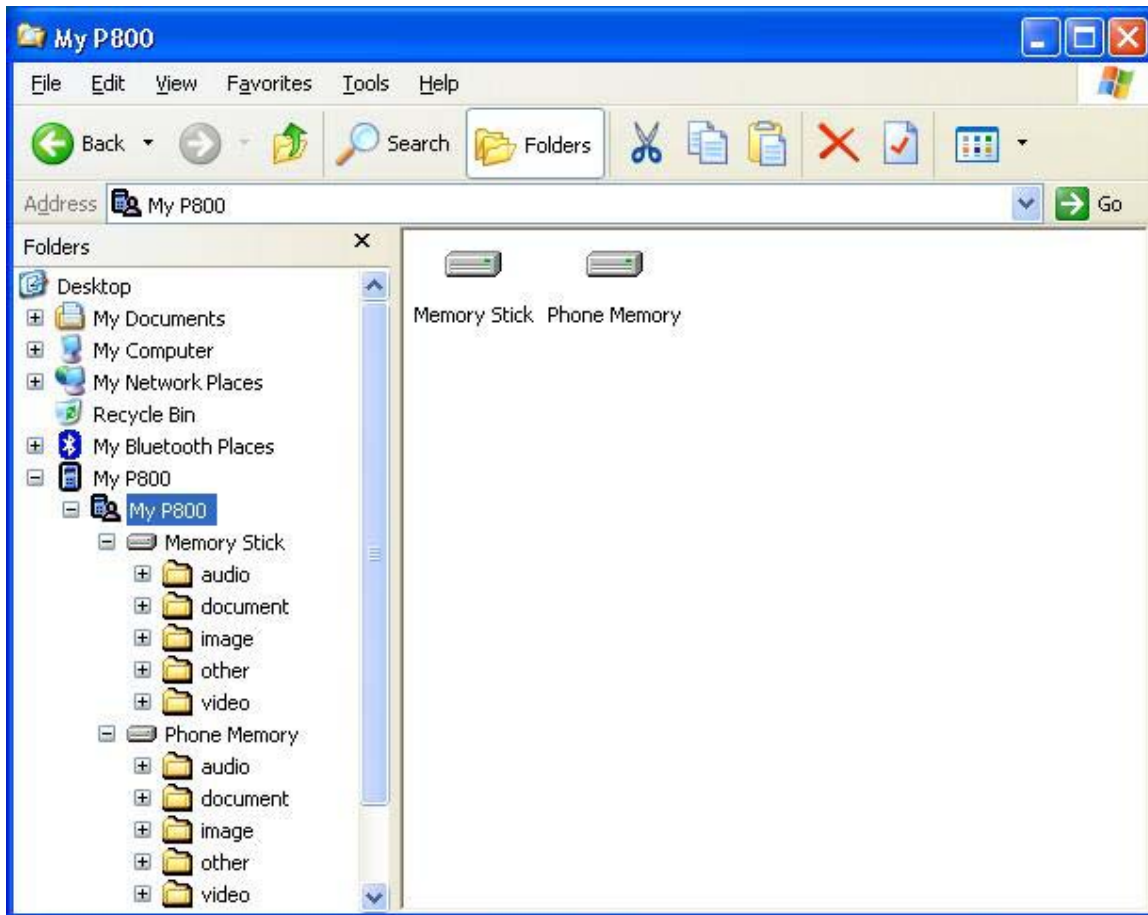 My P800
File Edit View Favorites Tools Help
Back Search Folders
Address My P800 Go
Folders
Desktop
My Documents
My Computer
My Network Places
Recycle Bin
My Bluetooth Places
My P800
My P800
Memory Stick
audio
document
image
other
video
Phone Memory
audio
document
image
other
video
Memory Stick Phone Memory